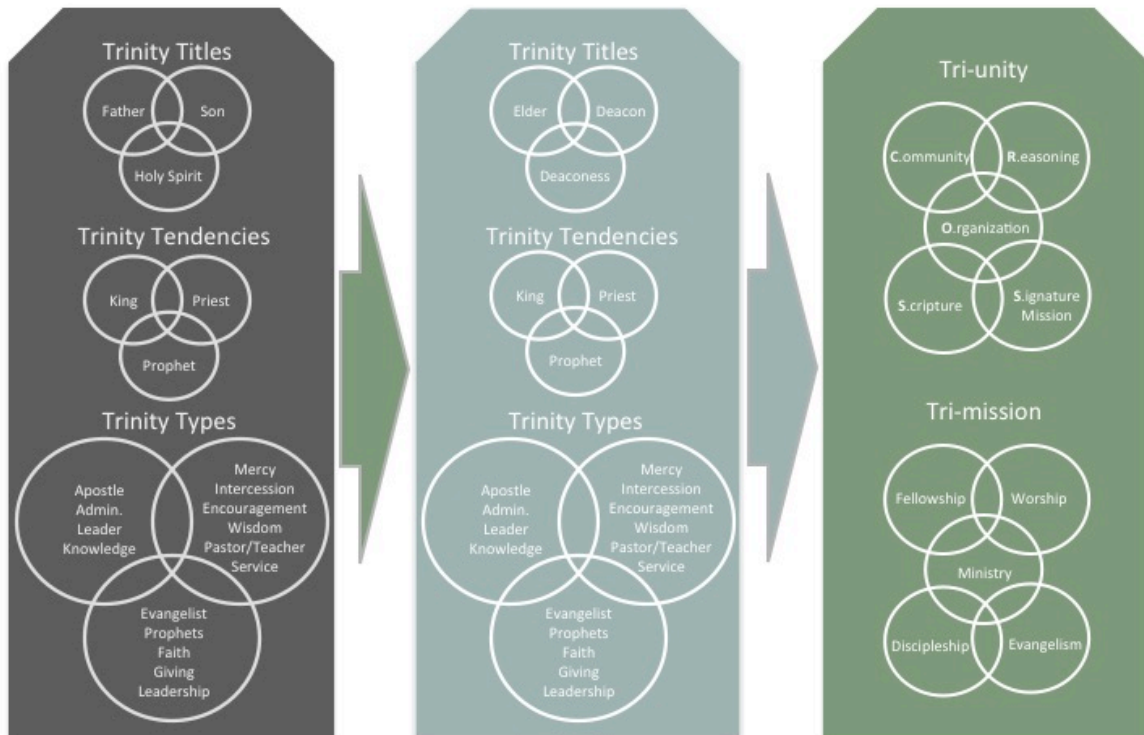 Trinity Titles
Father
Son
Holy Spirit
Trinity Tendencies
King
Priest
Prophet
Trinity Types
Apostle
Admin.
Leader
Knowledge
Mercy
Intercession
Encouragement
Wisdom
Pastor/Teacher
Service
Evangelist
Prophets
Faith
Giving
Leadership
Trinity Titles
Elder
Deacon
Deaconess
Trinity Tendencies
King
Priest
Prophet
Trinity Types
Apostle
Admin.
Leader
Knowledge
Mercy
Intercession
Encouragement
Wisdom
Pastor/Teacher
Service
Evangelist
Prophets
Faith
Giving
Leadership
Tri-unity
C.ommunity
R.easoning
O.rganization
S.cripture
S.ignature
Mission
Tri-mission
Fellowship
Worship
Ministry
Discipleship
Evangelism